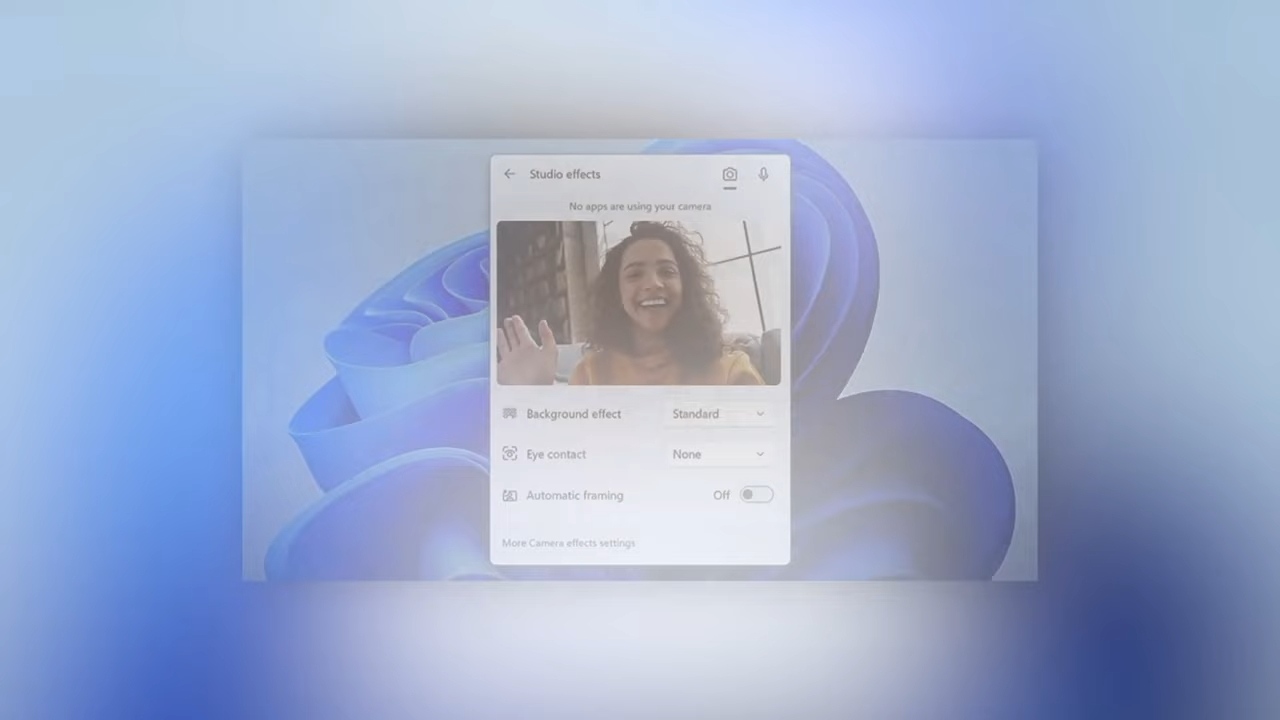 Studio effects
No apps are using your camera
Background effect Standard
Eye contact None
Automatic framing Off
More Camera effects settings